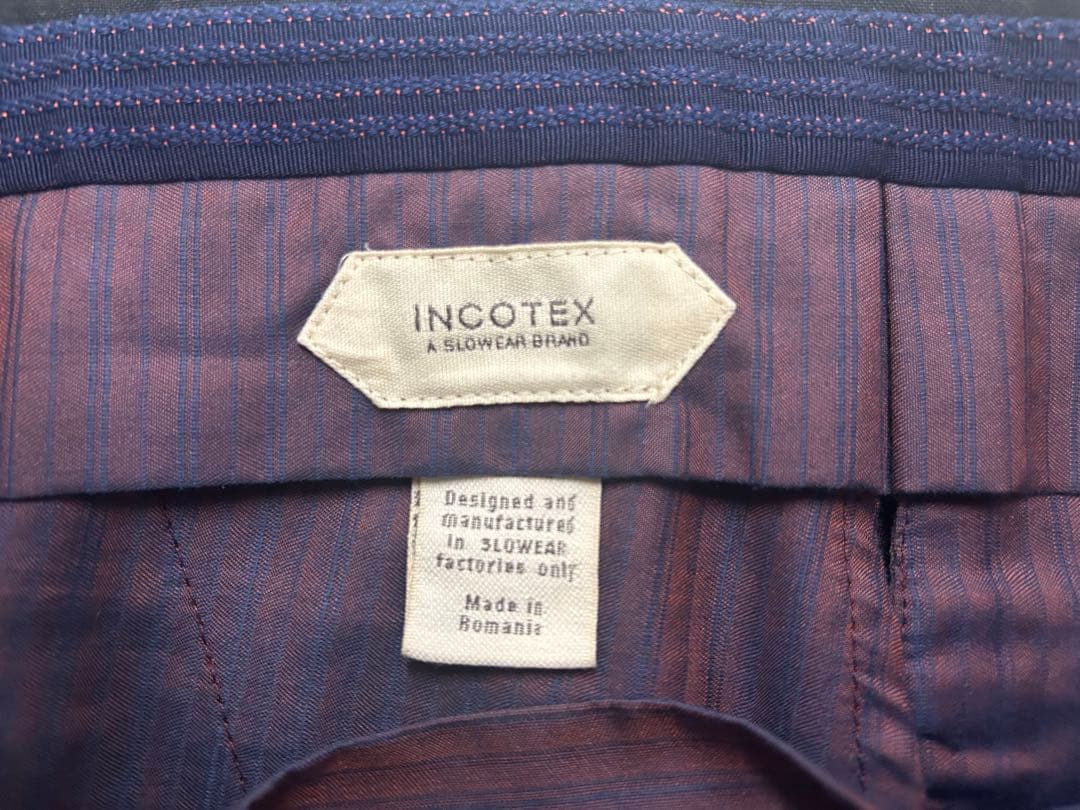 INCOTEX
A SLOWEAR BRAND
Designed and
manufactured
in SLOWEAR
factories only
Made in
Romania